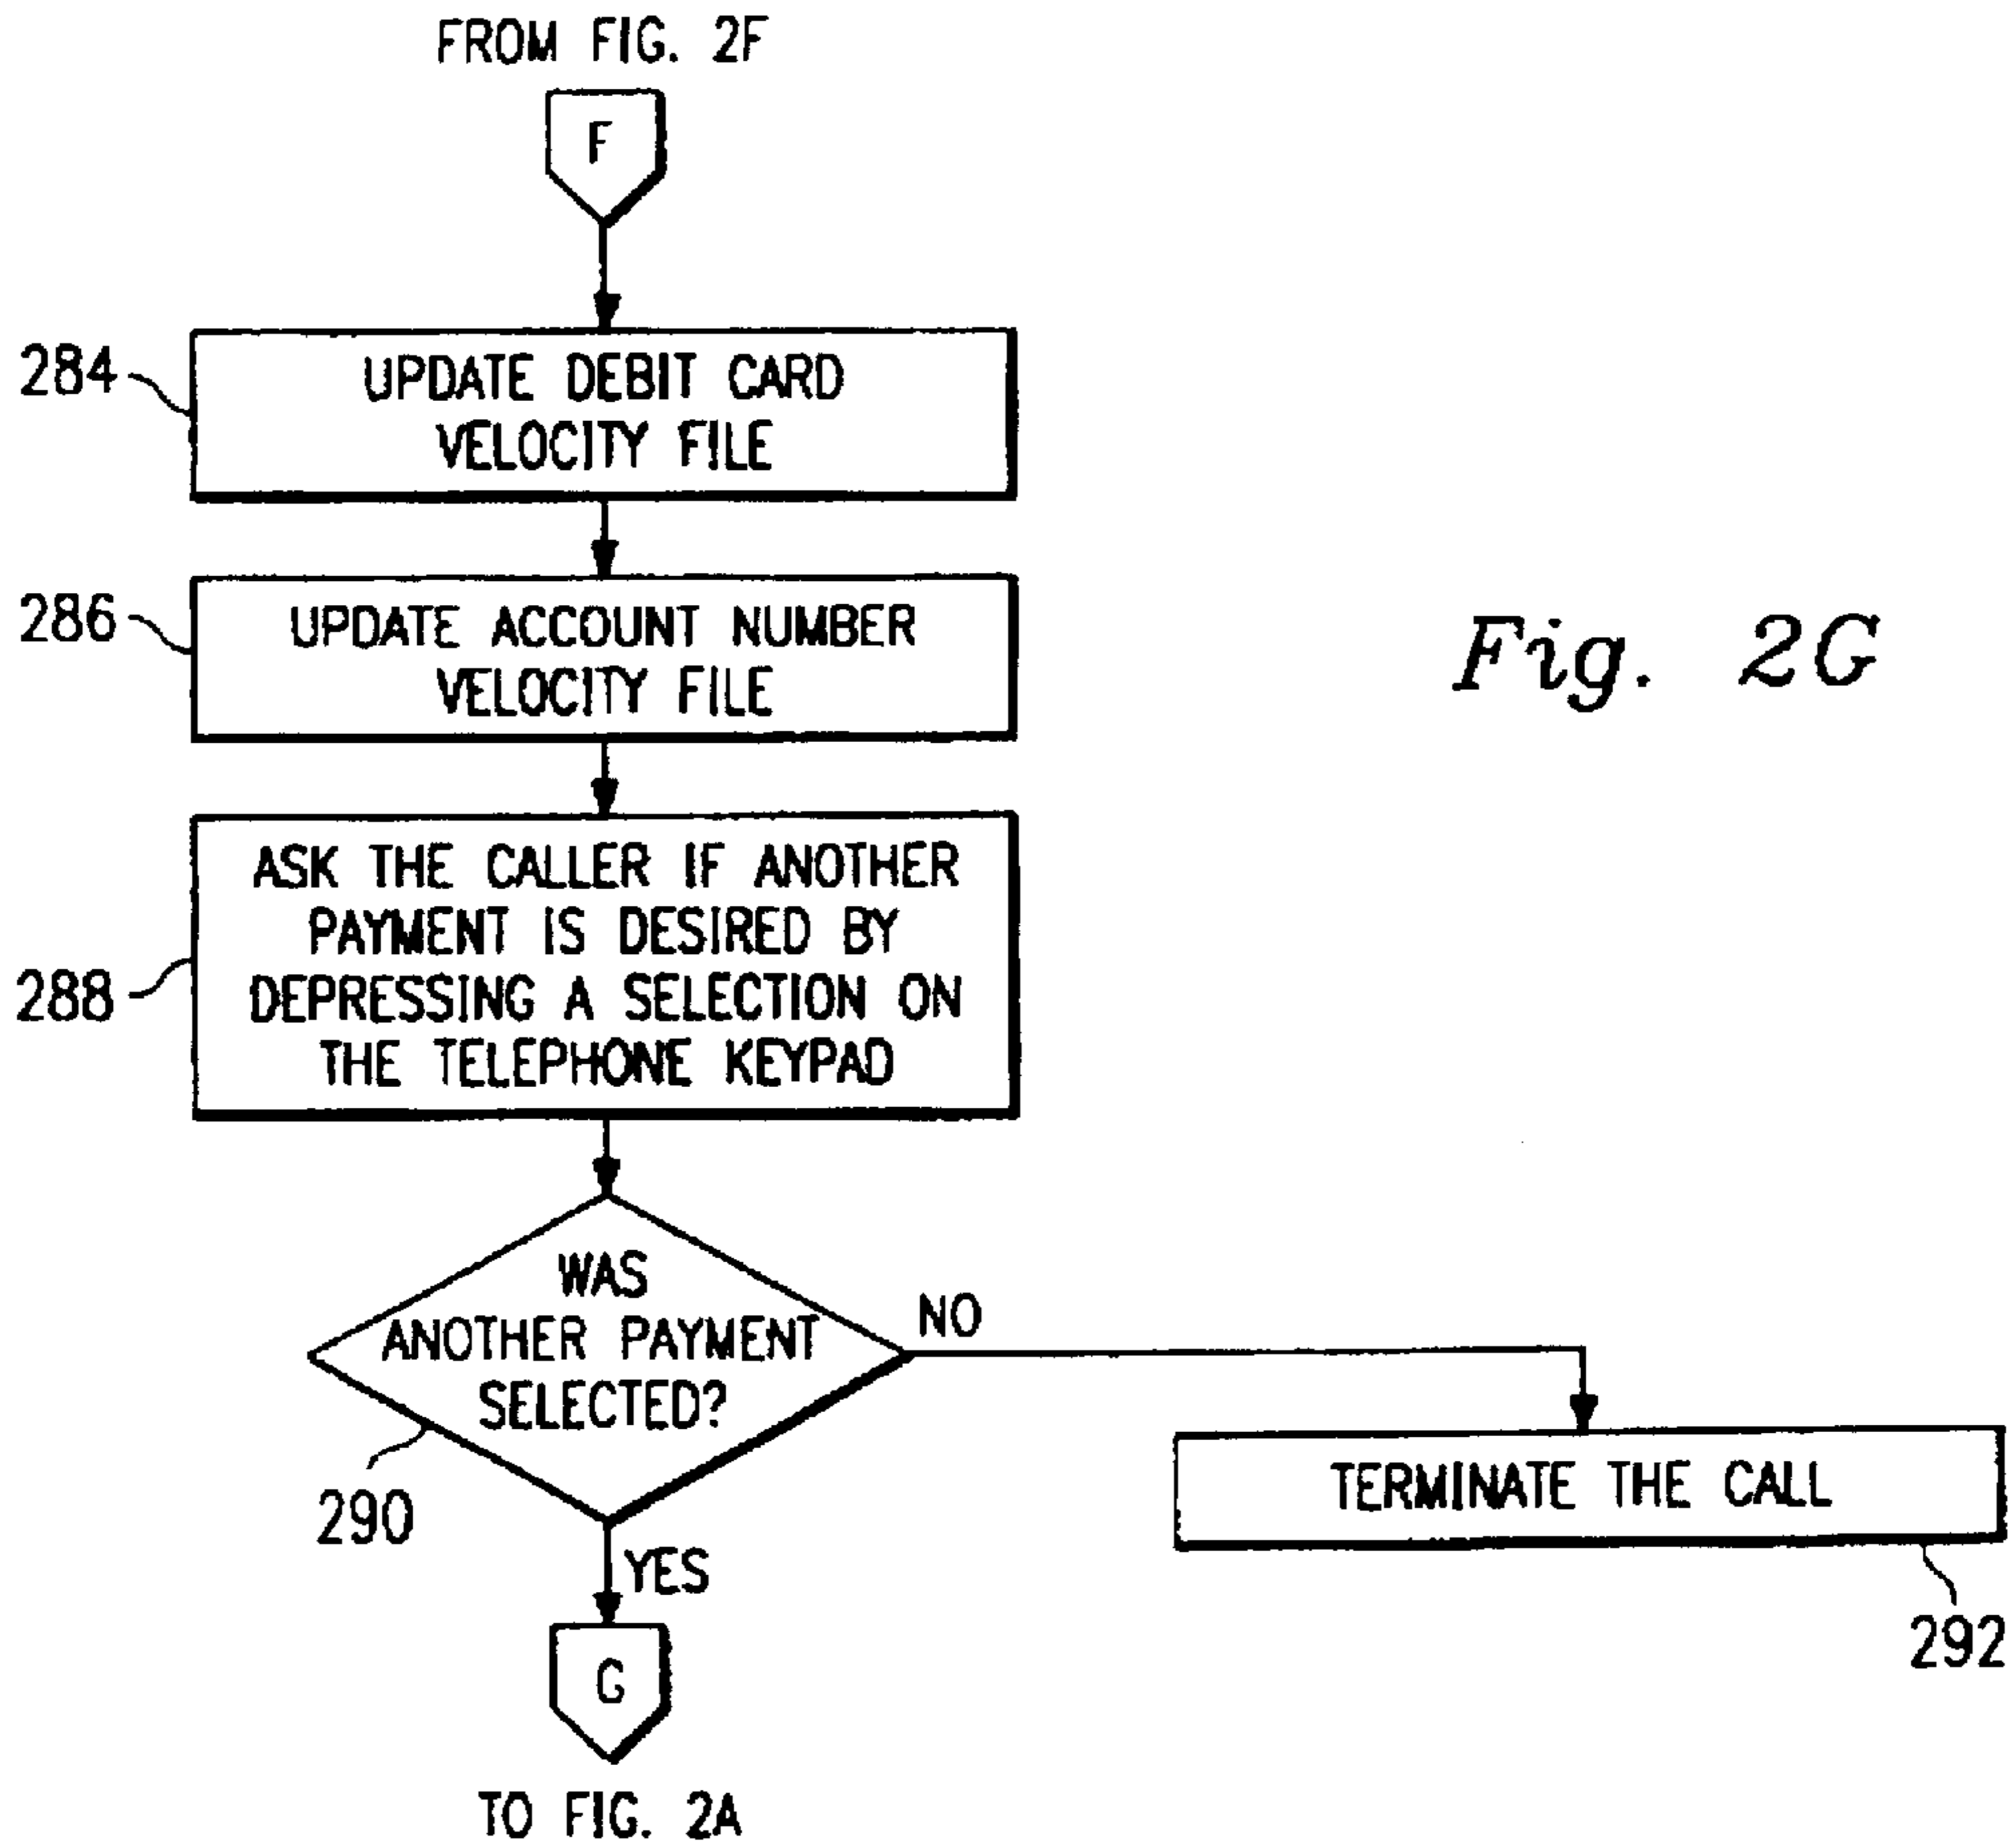 FROM FIG. 2F
F
284
UPDATE DEBIT CARD
VELOCITY FILE
286
UPDATE ACCOUNT NUMBER
VELOCITY FILE
Fig. 2G
288
ASK THE CALLER IF ANOTHER
PAYMENT IS DESIRED BY
DEPRESSING A SELECTION ON
THE TELEPHONE KEYPAD
WAS
ANOTHER PAYMENT
SELECTED?
NO
290
TERMINATE THE CALL
292
YES
G
TO FIG. 2A